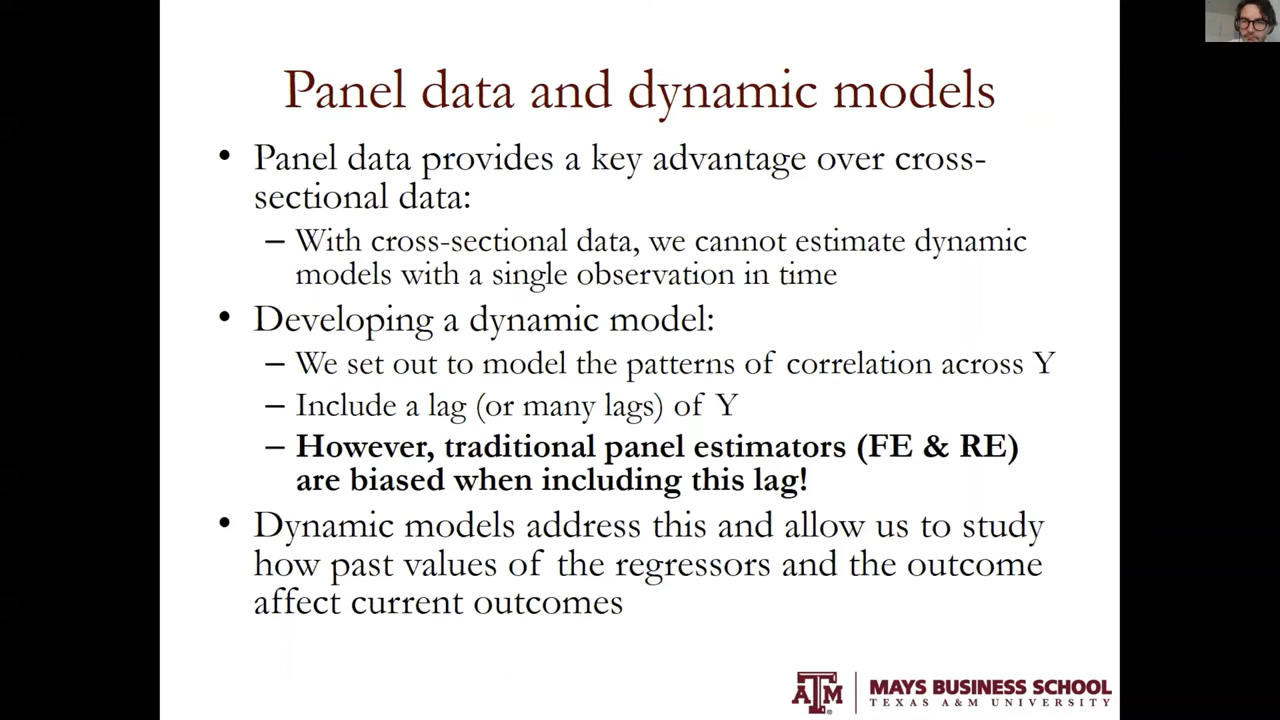 Panel data and dynamic models
• Panel data provides a key advantage over cross-
sectional data:
– With cross-sectional data, we cannot estimate dynamic
models with a single observation in time
• Developing a dynamic model:
– We set out to model the patterns of correlation across Y
– Include a lag (or many lags) of Y
– However, traditional panel estimators (FE & RE)
are biased when including this lag!
• Dynamic models address this and allow us to study
how past values of the regressors and the outcome
affect current outcomes
ATM
MAYS BUSINESS SCHOOL
TEXAS A&M UNIVERSITY